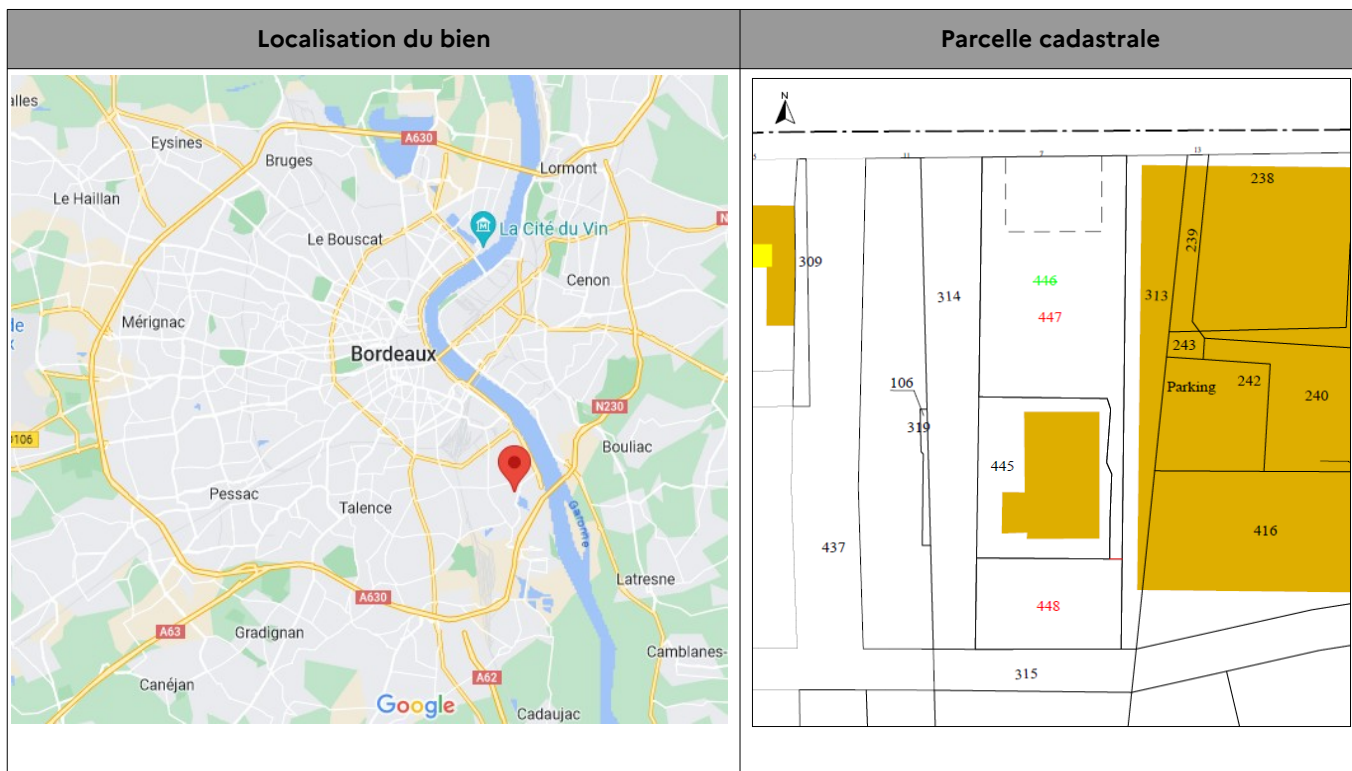 Localisation du bien
Parcelle cadastrale
alles
Eysines
Bruges
A630
Lormont
Le Haillan
La Cité du Vin
Le Bouscat
Cenon
Mérignac
de
Bordeaux
N230
D106
Bouliac
Pessac
Talence
Garonne
Latresne
A630
A63
Gradignan
Camblanes-
A62
Canéjan
Google
Cadaujac
N
11
7
13
238
239
309
446
314
313
447
243
106
Parking
242
240
319
445
416
437
448
315